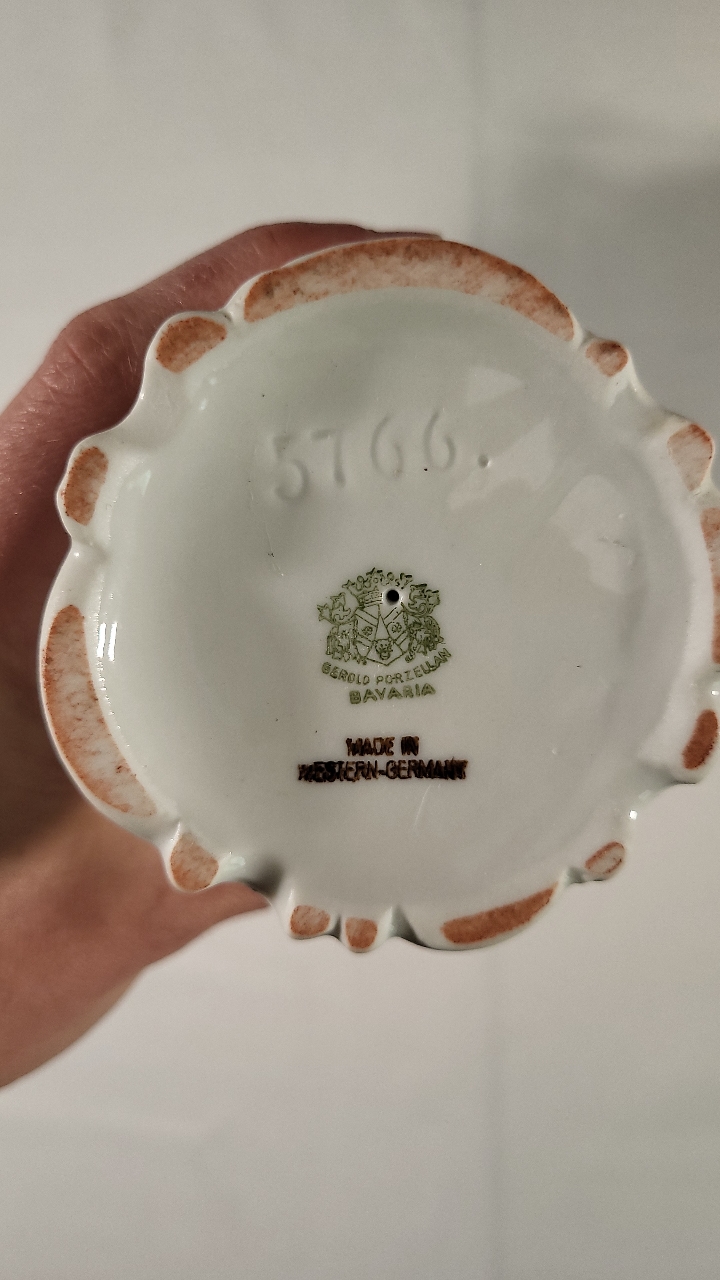 5766.
GEROLD PORZELLAN
BAVARIA
MADE IN
WESTERN-GERMANY